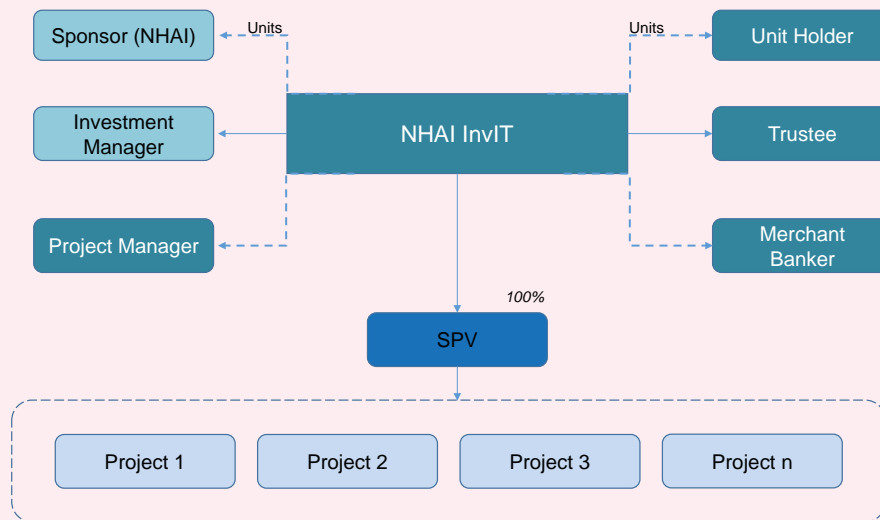 Sponsor (NHAI)
Units
Units
Unit Holder
Investment
Manager
NHAI InvIT
Trustee
Project Manager
Merchant
Banker
100%
SPV
Project 1
Project 2
Project 3
Project n